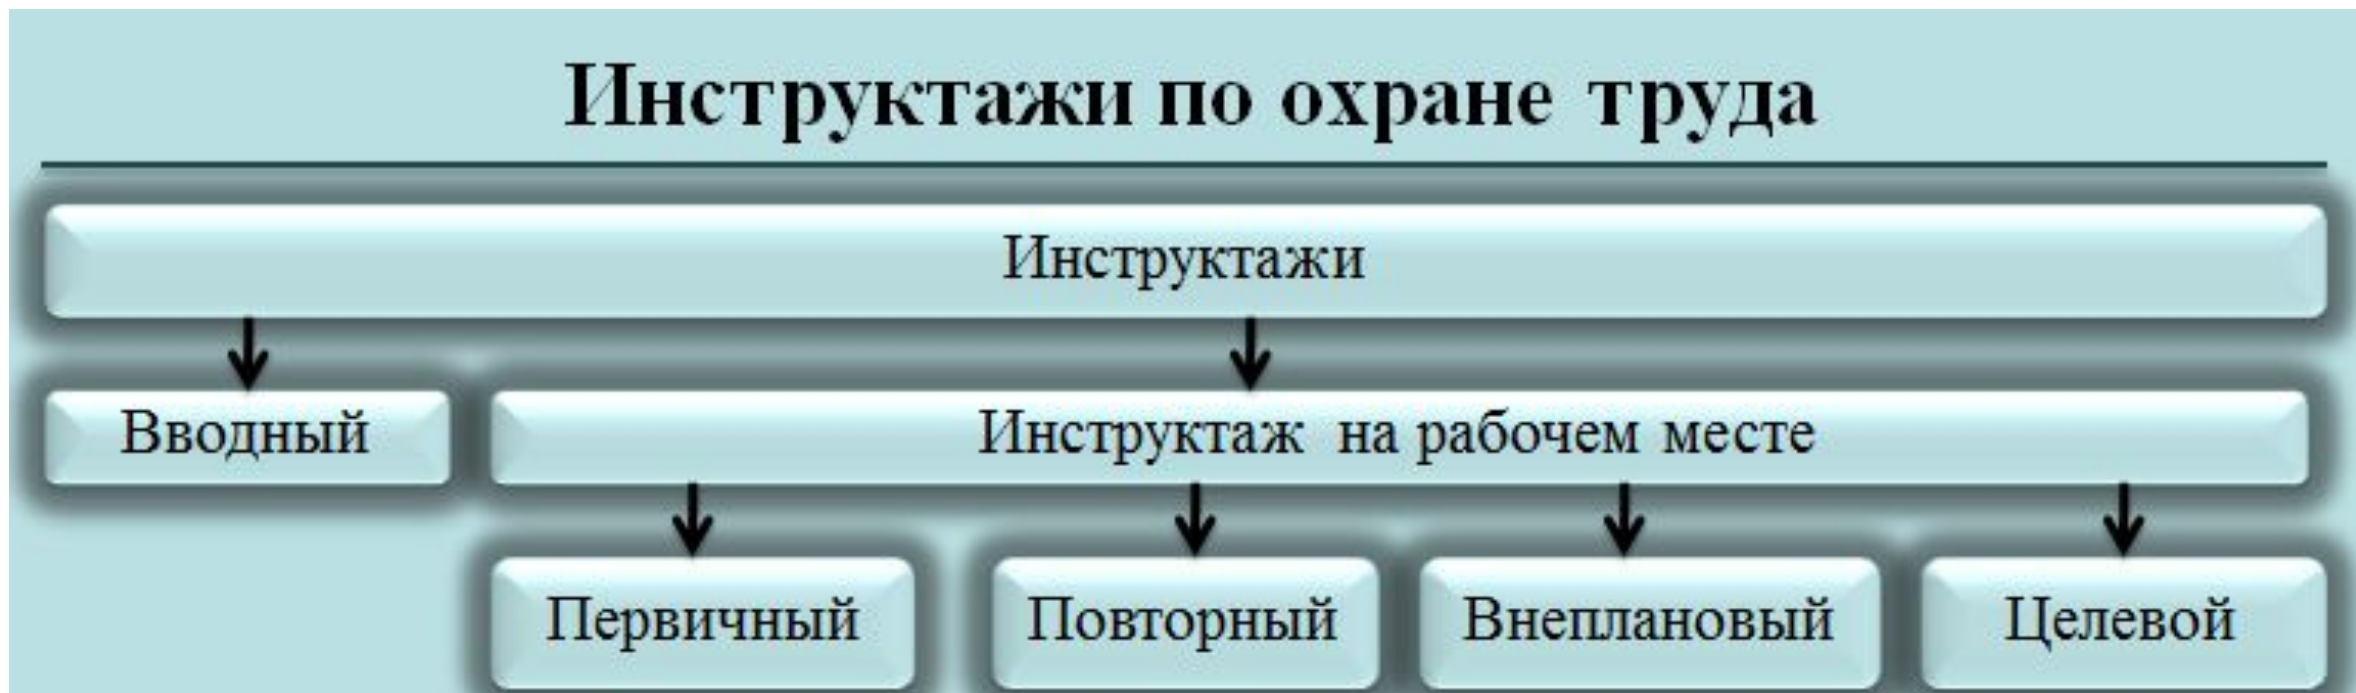 Инструктажи по охране труда
Инструктажи
Вводный
Инструктаж на рабочем месте
Первичный
Повторный
Внеплановый
Целевой